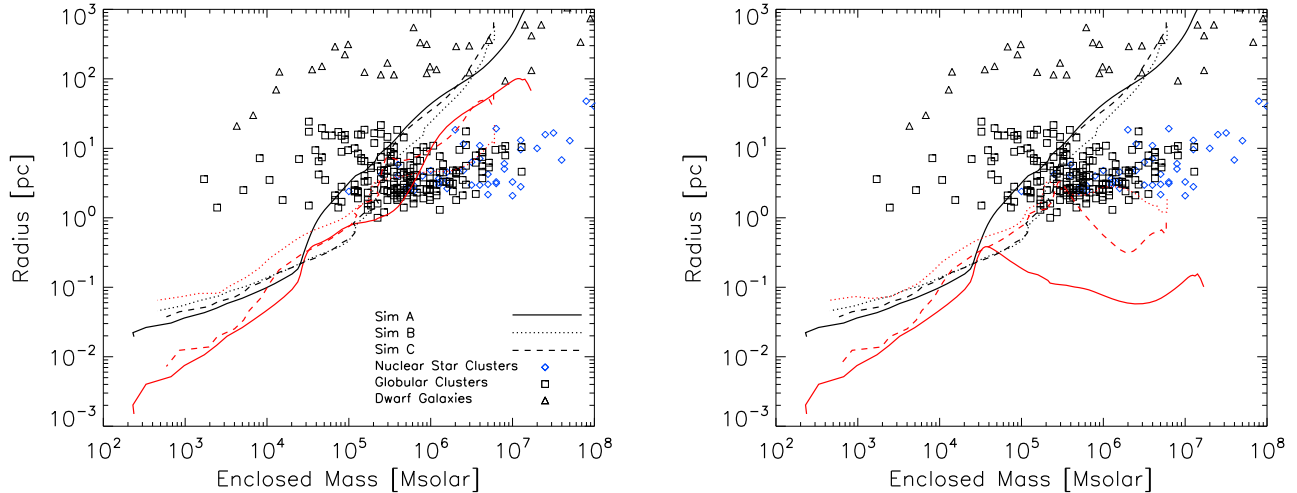 10^3
10^2
10^1
10^0
10^-1
10^-2
10^-3
Radius [pc]
10^2 10^3 10^4 10^5 10^6 10^7 10^8
Enclosed Mass [Msolar]
Sim A
Sim B
Sim C
Nuclear Star Clusters
Globular Clusters
Dwarf Galaxies
10^3
10^2
10^1
10^0
10^-1
10^-2
10^-3
Radius [pc]
10^2 10^3 10^4 10^5 10^6 10^7 10^8
Enclosed Mass [Msolar]